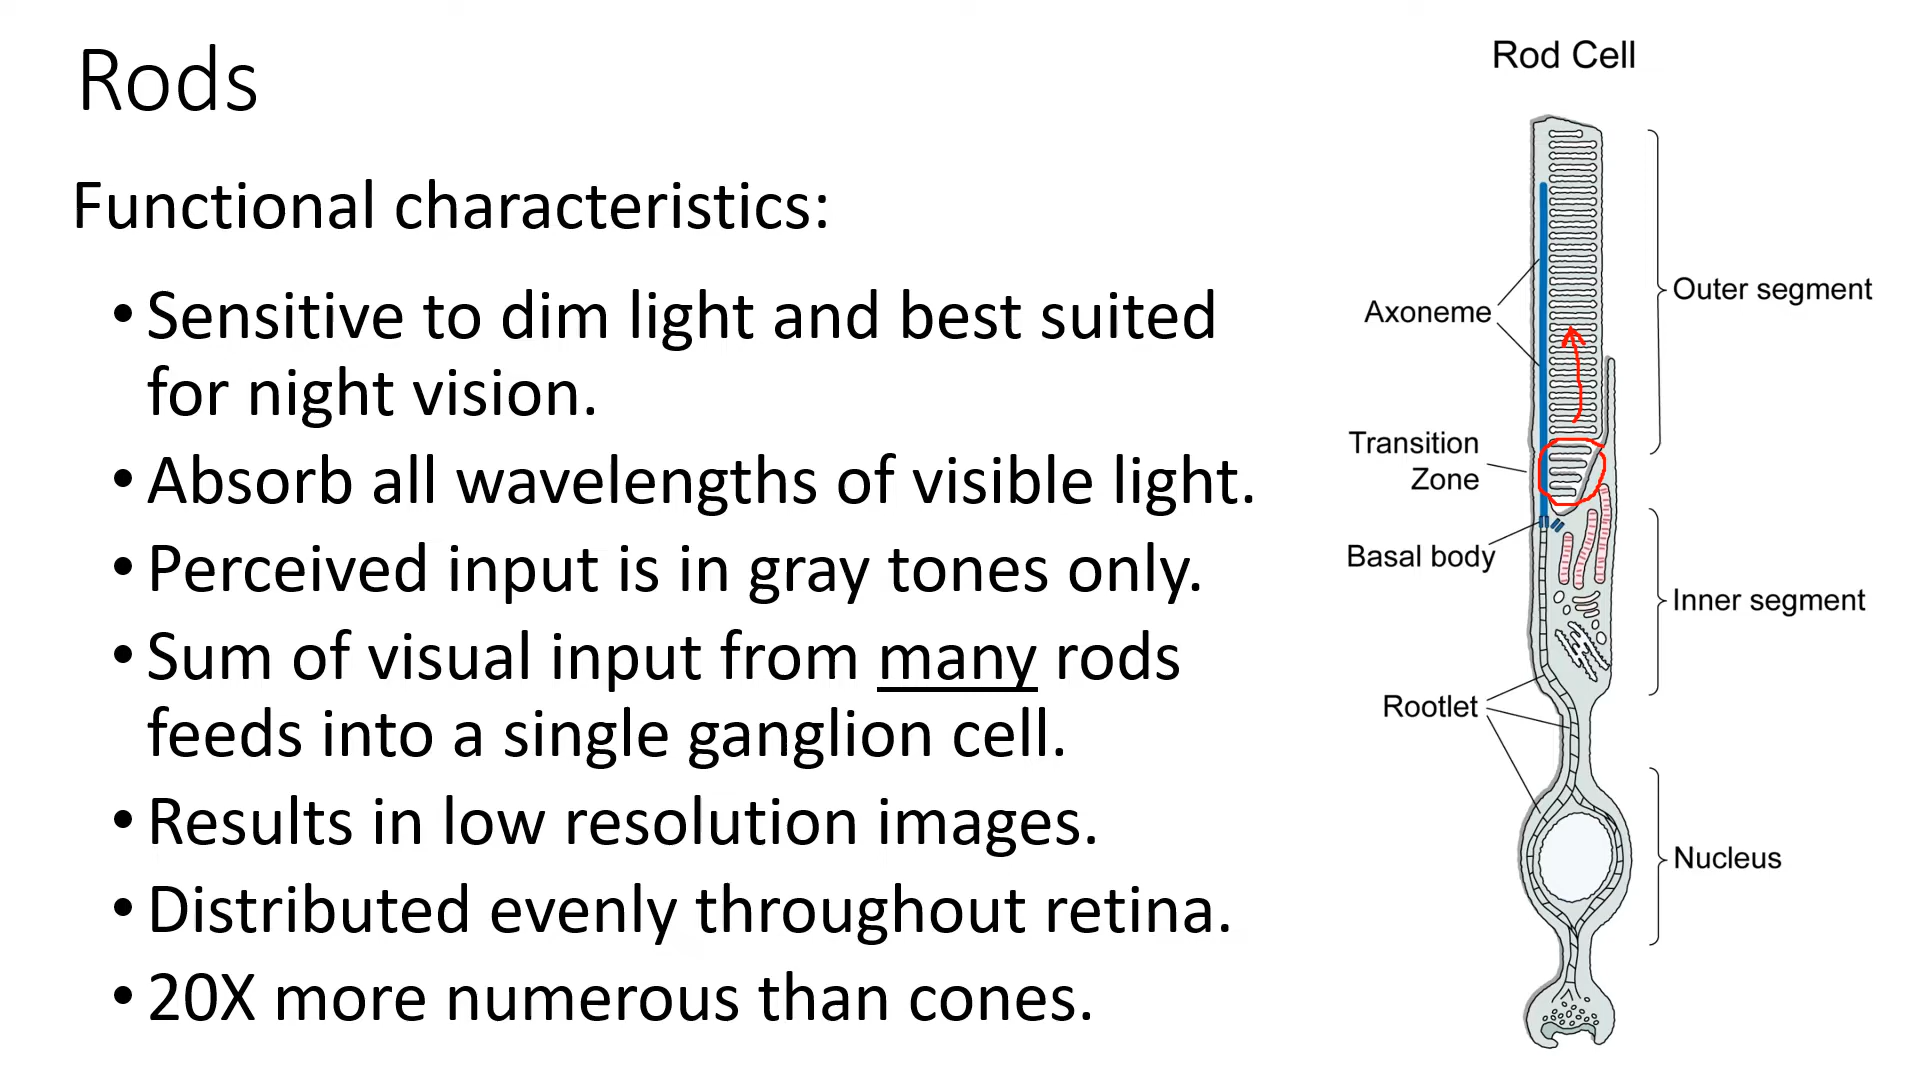 Rods
Functional characteristics:
• Sensitive to dim light and best suited
for night vision.
• Absorb all wavelengths of visible light.
• Perceived input is in gray tones only.
• Sum of visual input from many rods
feeds into a single ganglion cell.
• Results in low resolution images.
• Distributed evenly throughout retina.
• 20X more numerous than cones.
Rod Cell
Outer segment
Axoneme
Transition
Zone
Basal body
Inner segment
Rootlet
Nucleus